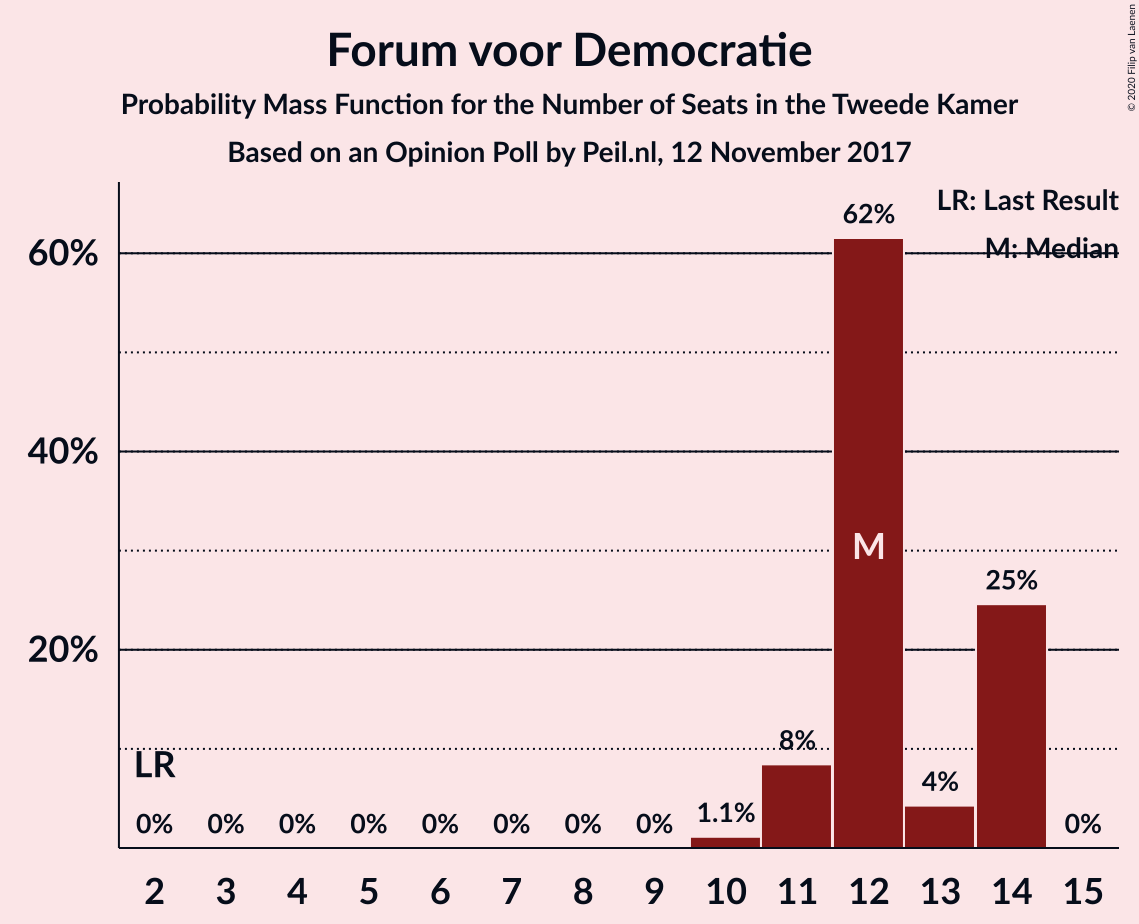 Forum voor Democratie
Probability Mass Function for the Number of Seats in the Tweede Kamer
Based on an Opinion Poll by Peil.nl, 12 November 2017
© 2020 Filip van Laenen
LR: Last Result
M: Median
60%
40%
20%
62%
M
25%
8%
4%
1.1%
LR
0% 0% 0% 0% 0% 0% 0% 0% 0%
2 3 4 5 6 7 8 9 10 11 12 13 14 15